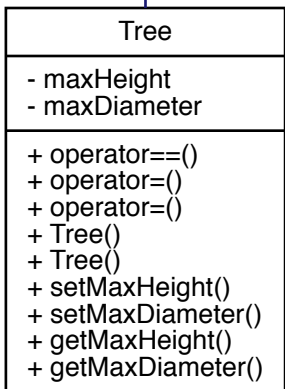 Tree
- maxHeight
- maxDiameter
+ operator==()
+ operator=()
+ operator=()
+ Tree()
+ Tree()
+ setMaxHeight()
+ setMaxDiameter()
+ getMaxHeight()
+ getMaxDiameter()